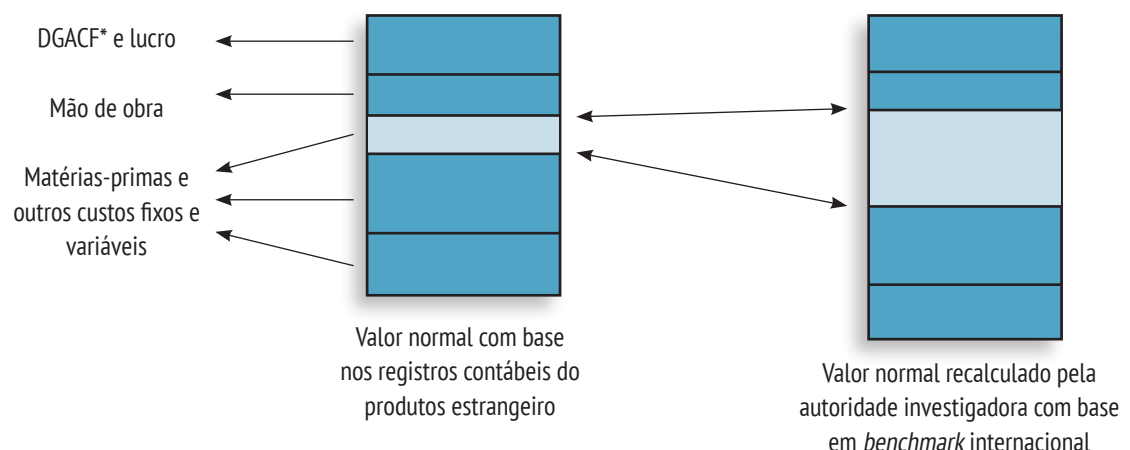 DGACF* e lucro
Mão de obra
Matérias-primas e
outros custos fixos e
variáveis
Valor normal com base
nos registros contábeis do
produtos estrangeiro
Valor normal recalculado pela
autoridade investigadora com base
em benchmark internacional